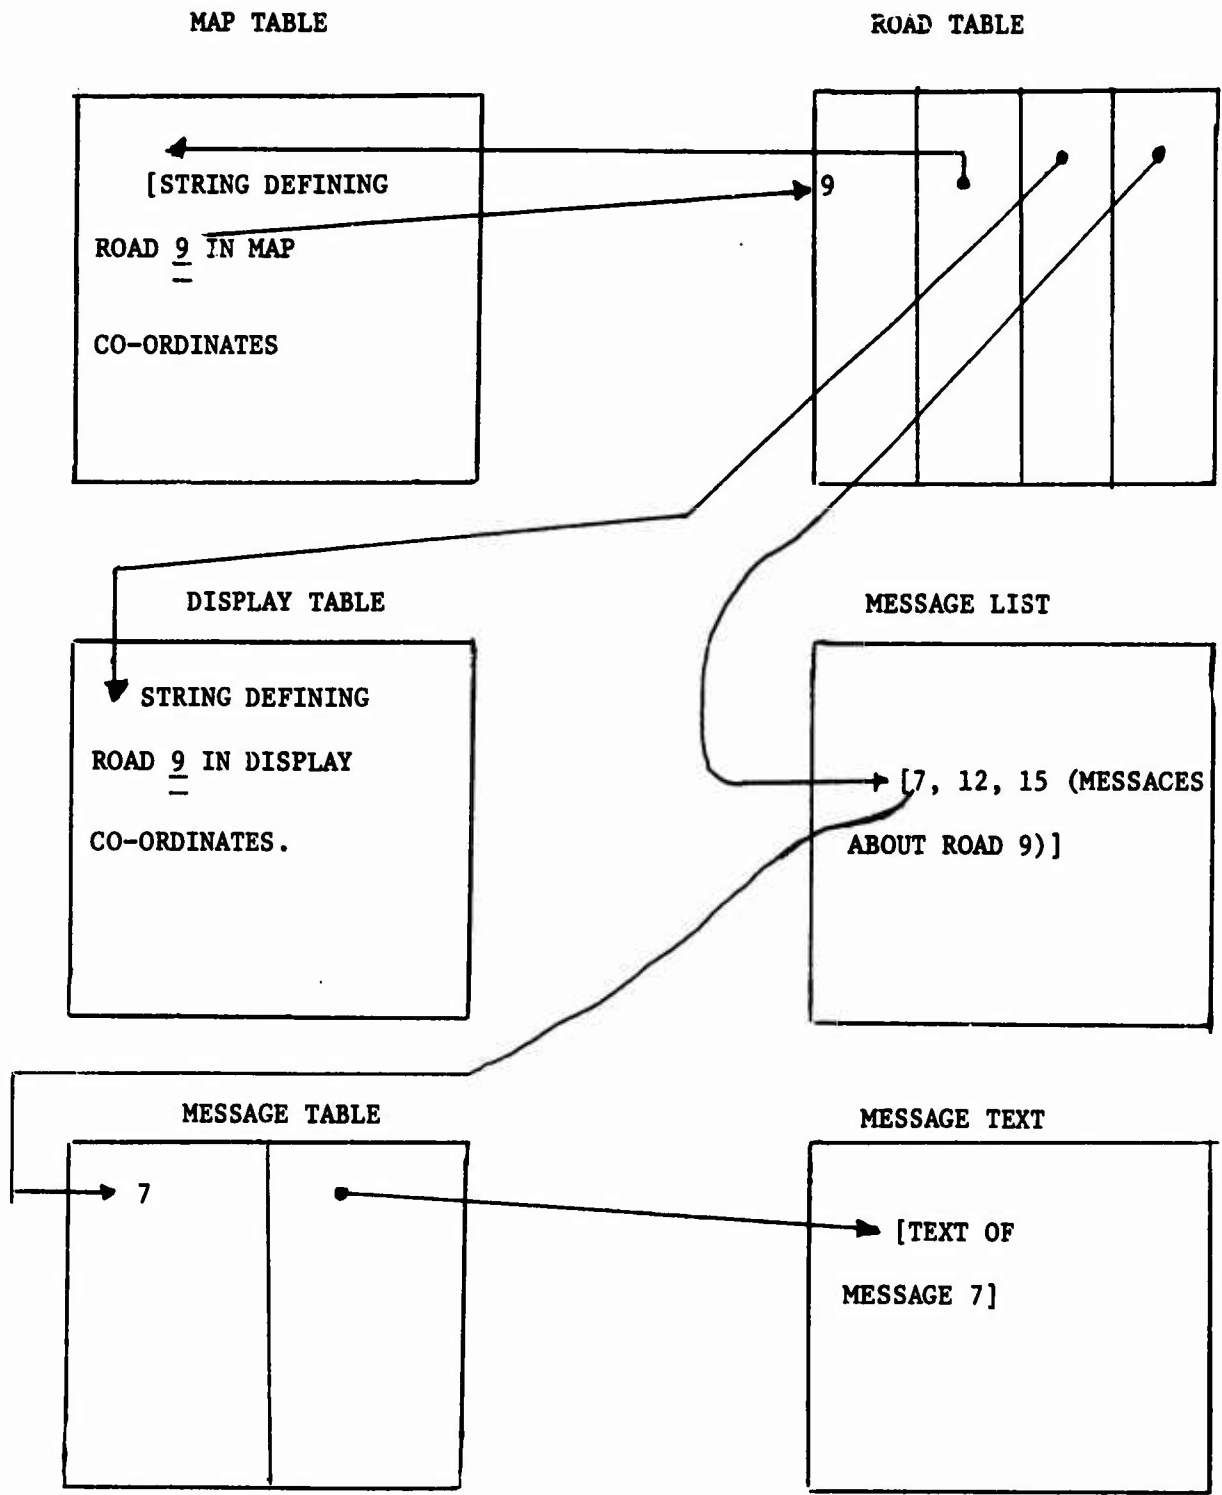 MAP TABLE
ROAD TABLE
[STRING DEFINING
ROAD 9 IN MAP
CO-ORDINATES
9
DISPLAY TABLE
MESSAGE LIST
STRING DEFINING
ROAD 9 IN DISPLAY
CO-ORDINATES.
[7, 12, 15 (MESSACES
ABOUT ROAD 9)]
MESSAGE TABLE
MESSAGE TEXT
7
[TEXT OF
MESSAGE 7]